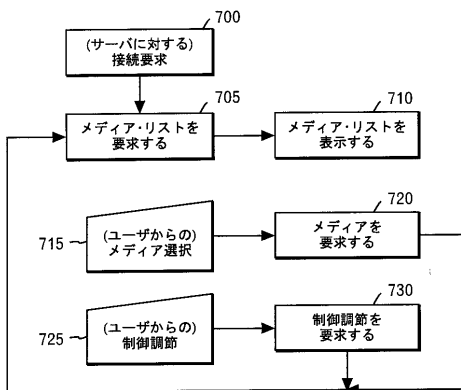 700
(サーバに対する)
接続要求
705
メディア・リストを
要求する
710
メディア・リストを
表示する
715
(ユーザからの)
メディア選択
720
メディアを
要求する
725
(ユーザからの)
制御調節
730
制御調節を
要求する